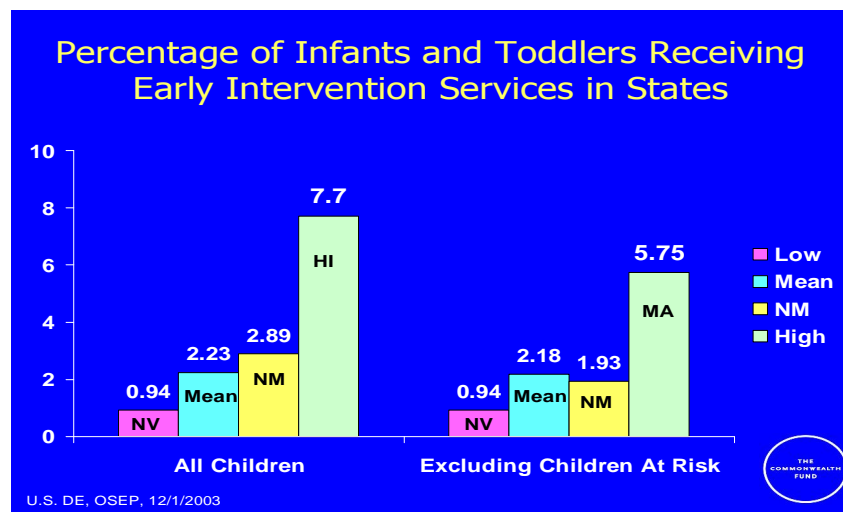 Percentage of Infants and Toddlers Receiving
Early Intervention Services in States
10
8
6
4
2
0
0.94
2.23
2.89
7.7
NV
Mean
NM
HI
0.94
2.18
1.93
5.75
NV
Mean
NM
MA
All Children
Excluding Children At Risk
Low
Mean
NM
High
U.S. DE, OSEP, 12/1/2003
THE
COMMONWEALTH
FUND